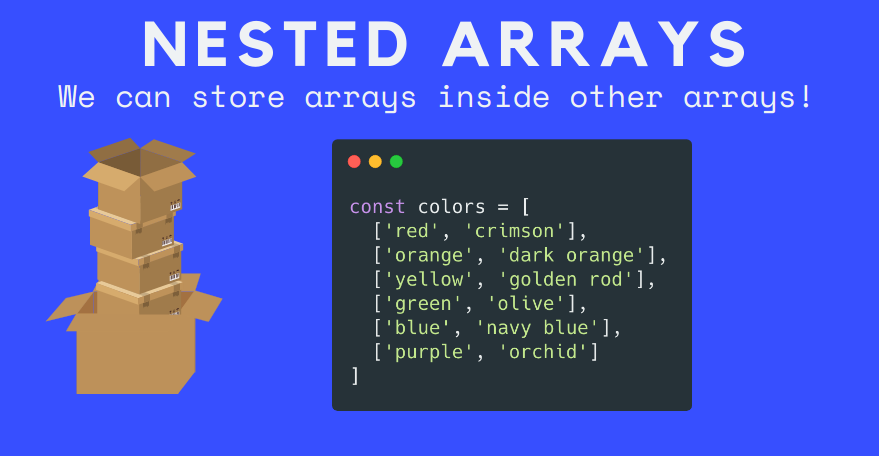 NESTED ARRAYS
We can store arrays inside other arrays!
const colors = [
  ['red', 'crimson'],
  ['orange', 'dark orange'],
  ['yellow', 'golden rod'],
  ['green', 'olive'],
  ['blue', 'navy blue'],
  ['purple', 'orchid']
]